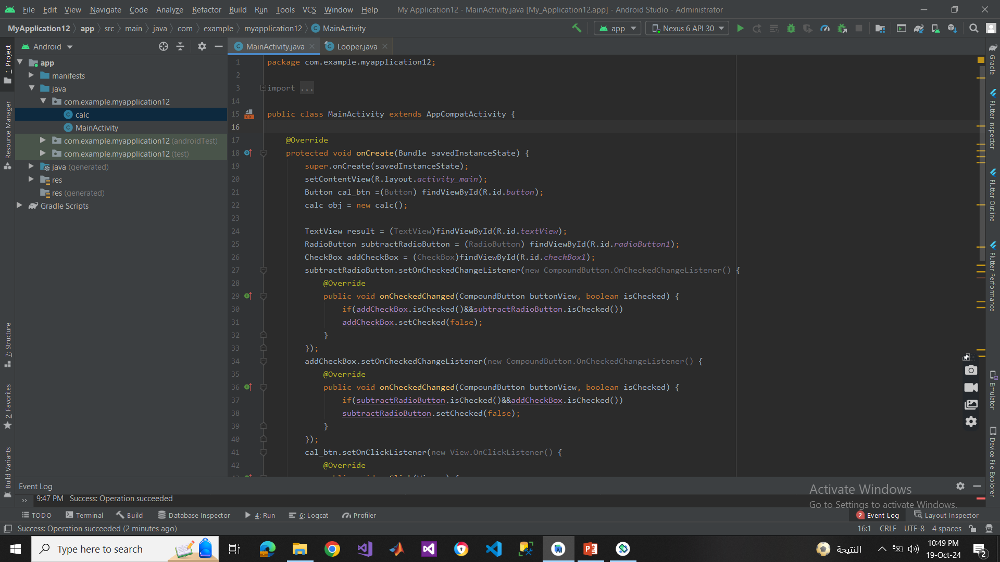 File Edit View Navigate Code Analyze Refactor Build Run Tools VCS Window Help My Application12 - MainActivity.java [My_Application12.app] - Android Studio - Administrator
MyApplication12 app src main java com example myapplication12 MainActivity app Nexus 6 API 30
Android
MainActivity.java Looper.java
1: Project
Resource Manager
7: Structure
2: Favorites
Build Variants
app
manifests
java
com.example.myapplication12
calc
MainActivity
com.example.myapplication12 (androidTest)
com.example.myapplication12 (test)
java (generated)
res
res (generated)
Gradle Scripts
1 package com.example.myapplication12;
2
3 import ...
14
15 public class MainActivity extends AppCompatActivity {
16
17 @Override
18 protected void onCreate(Bundle savedInstanceState) {
19 super.onCreate(savedInstanceState);
20 setContentView(R.layout.activity_main);
21 Button cal_btn =(Button) findViewById(R.id.button);
22 calc obj = new calc();
23
24 TextView result = (TextView)findViewById(R.id.textView);
25 RadioButton subtractRadioButton = (RadioButton) findViewById(R.id.radioButton1);
26 CheckBox addCheckBox = (CheckBox)findViewById(R.id.checkBox1);
27 subtractRadioButton.setOnCheckedChangeListener(new CompoundButton.OnCheckedChangeListener() {
28 @Override
29 public void onCheckedChanged(CompoundButton buttonView, boolean isChecked) {
30 if(addCheckBox.isChecked()&&subtractRadioButton.isChecked())
31 addCheckBox.setChecked(false);
32 }
33 });
34 addCheckBox.setOnCheckedChangeListener(new CompoundButton.OnCheckedChangeListener() {
35 @Override
36 public void onCheckedChanged(CompoundButton buttonView, boolean isChecked) {
37 if(subtractRadioButton.isChecked()&&addCheckBox.isChecked())
38 subtractRadioButton.setChecked(false);
39 }
40 });
41 cal_btn.setOnClickListener(new View.OnClickListener() {
42 @Override
Gradle
Flutter Inspector
Flutter Outline
Flutter Performance
Emulator
Device File Explorer
Event Log
9:47 PM Success: Operation succeeded
Activate Windows
Go to Settings to activate Windows.
TODO Terminal Build Database Inspector 4: Run 6: Logcat Profiler 2 Event Log Layout Inspector
Success: Operation succeeded (2 minutes ago) 16:1 CRLF UTF-8 4 spaces
Type here to search
النتيجة
10:49 PM
19-Oct-24
2